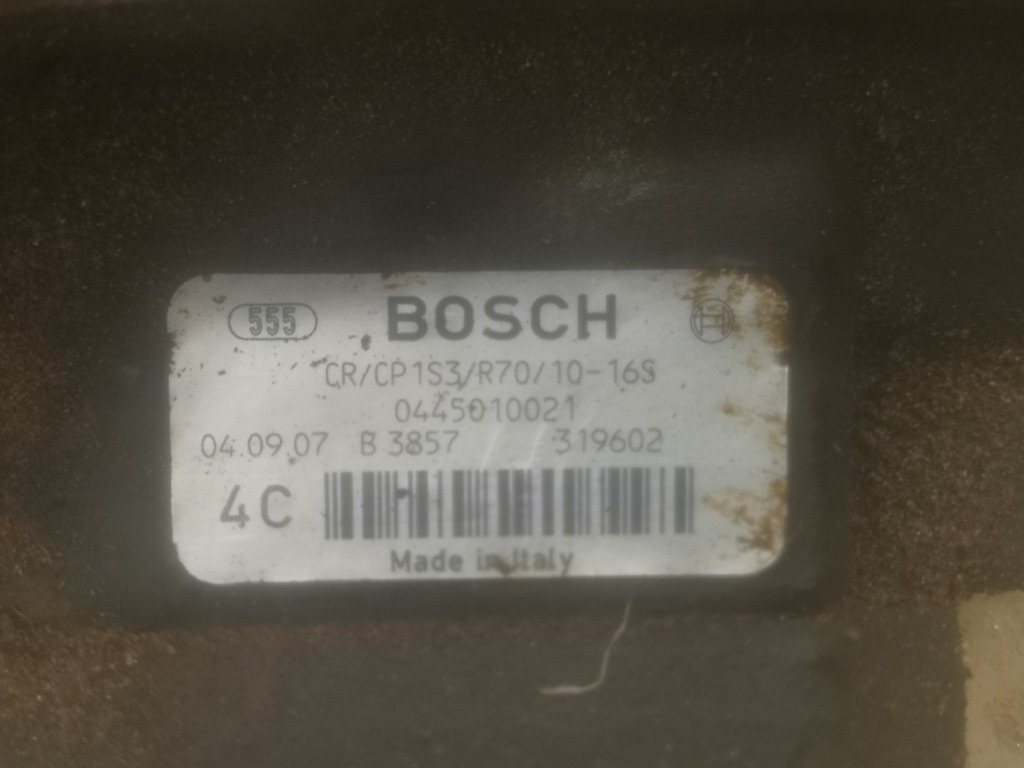 555 BOSCH
CR/CP1S3/R70/10-16S
0445010021
04.09.07 B 3857 319602
4C
Made in Italy